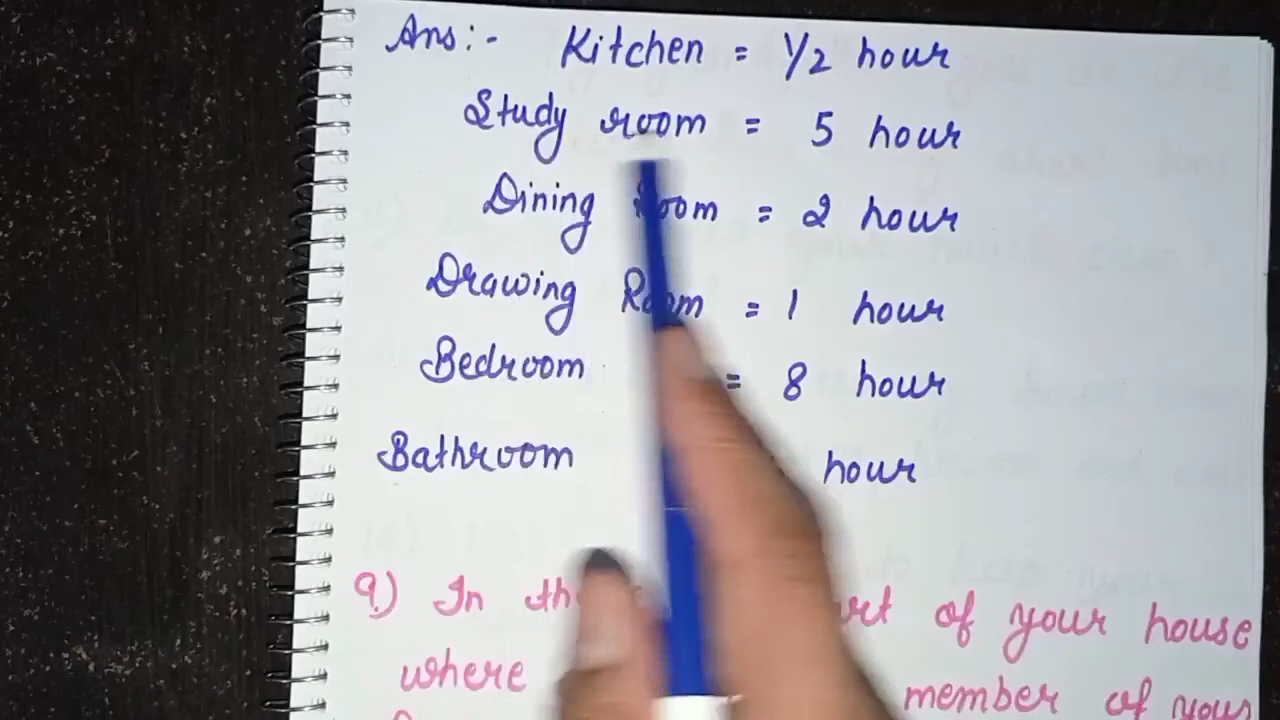 Ans:- Kitchen = 1/2 hour
Study room = 5 hour
Dining Room = 2 hour
Drawing Room = 1 hour
Bedroom = 8 hour
Bathroom hour
9) In of your house
where member of your